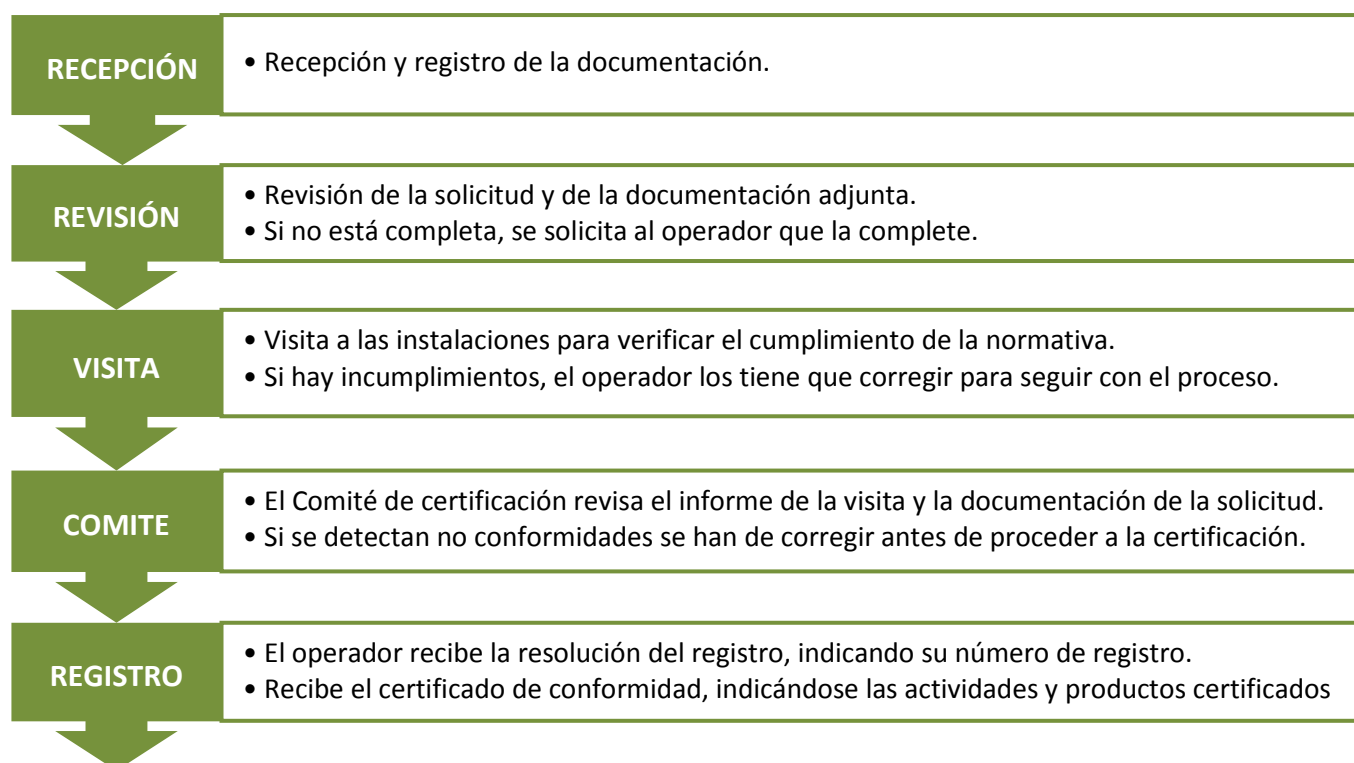 RECEPCIÓN
• Recepción y registro de la documentación.
REVISIÓN
• Revisión de la solicitud y de la documentación adjunta.
• Si no está completa, se solicita al operador que la complete.
VISITA
• Visita a las instalaciones para verificar el cumplimiento de la normativa.
• Si hay incumplimientos, el operador los tiene que corregir para seguir con el proceso.
COMITE
• El Comité de certificación revisa el informe de la visita y la documentación de la solicitud.
• Si se detectan no conformidades se han de corregir antes de proceder a la certificación.
REGISTRO
• El operador recibe la resolución del registro, indicando su número de registro.
• Recibe el certificado de conformidad, indicándose las actividades y productos certificados